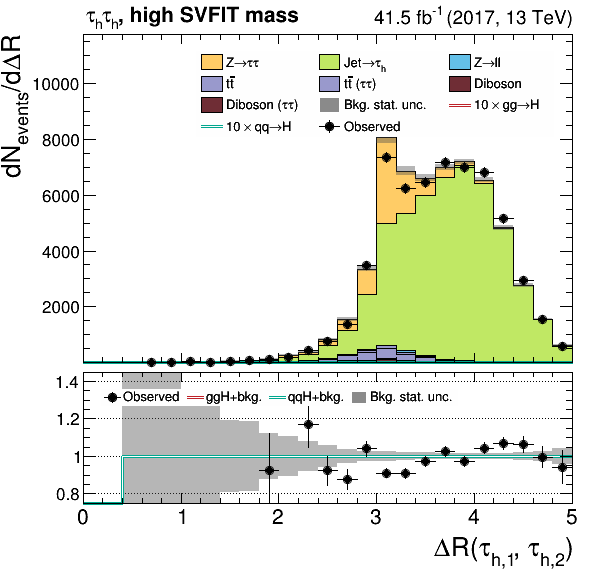 τhτh, high SVFIT mass 41.5 fb⁻¹ (2017, 13 TeV)
dNevents/dΔR
Z→ττ Jet→τh Z→ll
tt̄ tt̄ (ττ) Diboson
Diboson (ττ) Bkg. stat. unc. 10 × gg→H
10 × qq→H Observed
10000
8000
6000
4000
2000
1.4
Observed ggH+bkg. qqH+bkg. Bkg. stat. unc.
1.2
1
0.8
0 1 2 3 4 5
ΔR(τh,1, τh,2)